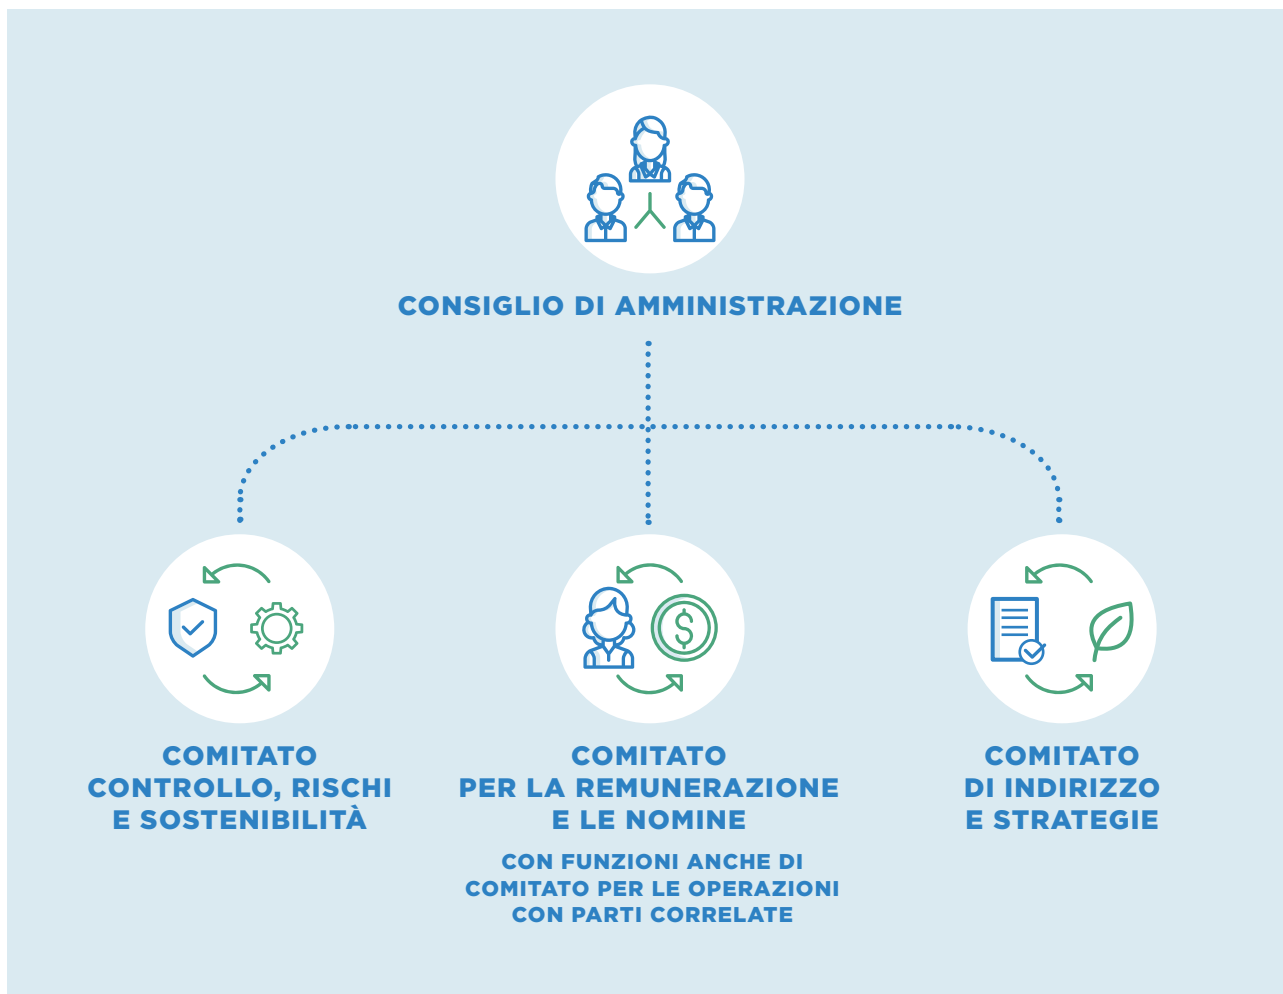 CONSIGLIO DI AMMINISTRAZIONE
COMITATO
CONTROLLO, RISCHI
E SOSTENIBILITÀ
COMITATO
PER LA REMUNERAZIONE
E LE NOMINE
CON FUNZIONI ANCHE DI
COMITATO PER LE OPERAZIONI
CON PARTI CORRELATE
COMITATO
DI INDIRIZZO
E STRATEGIE